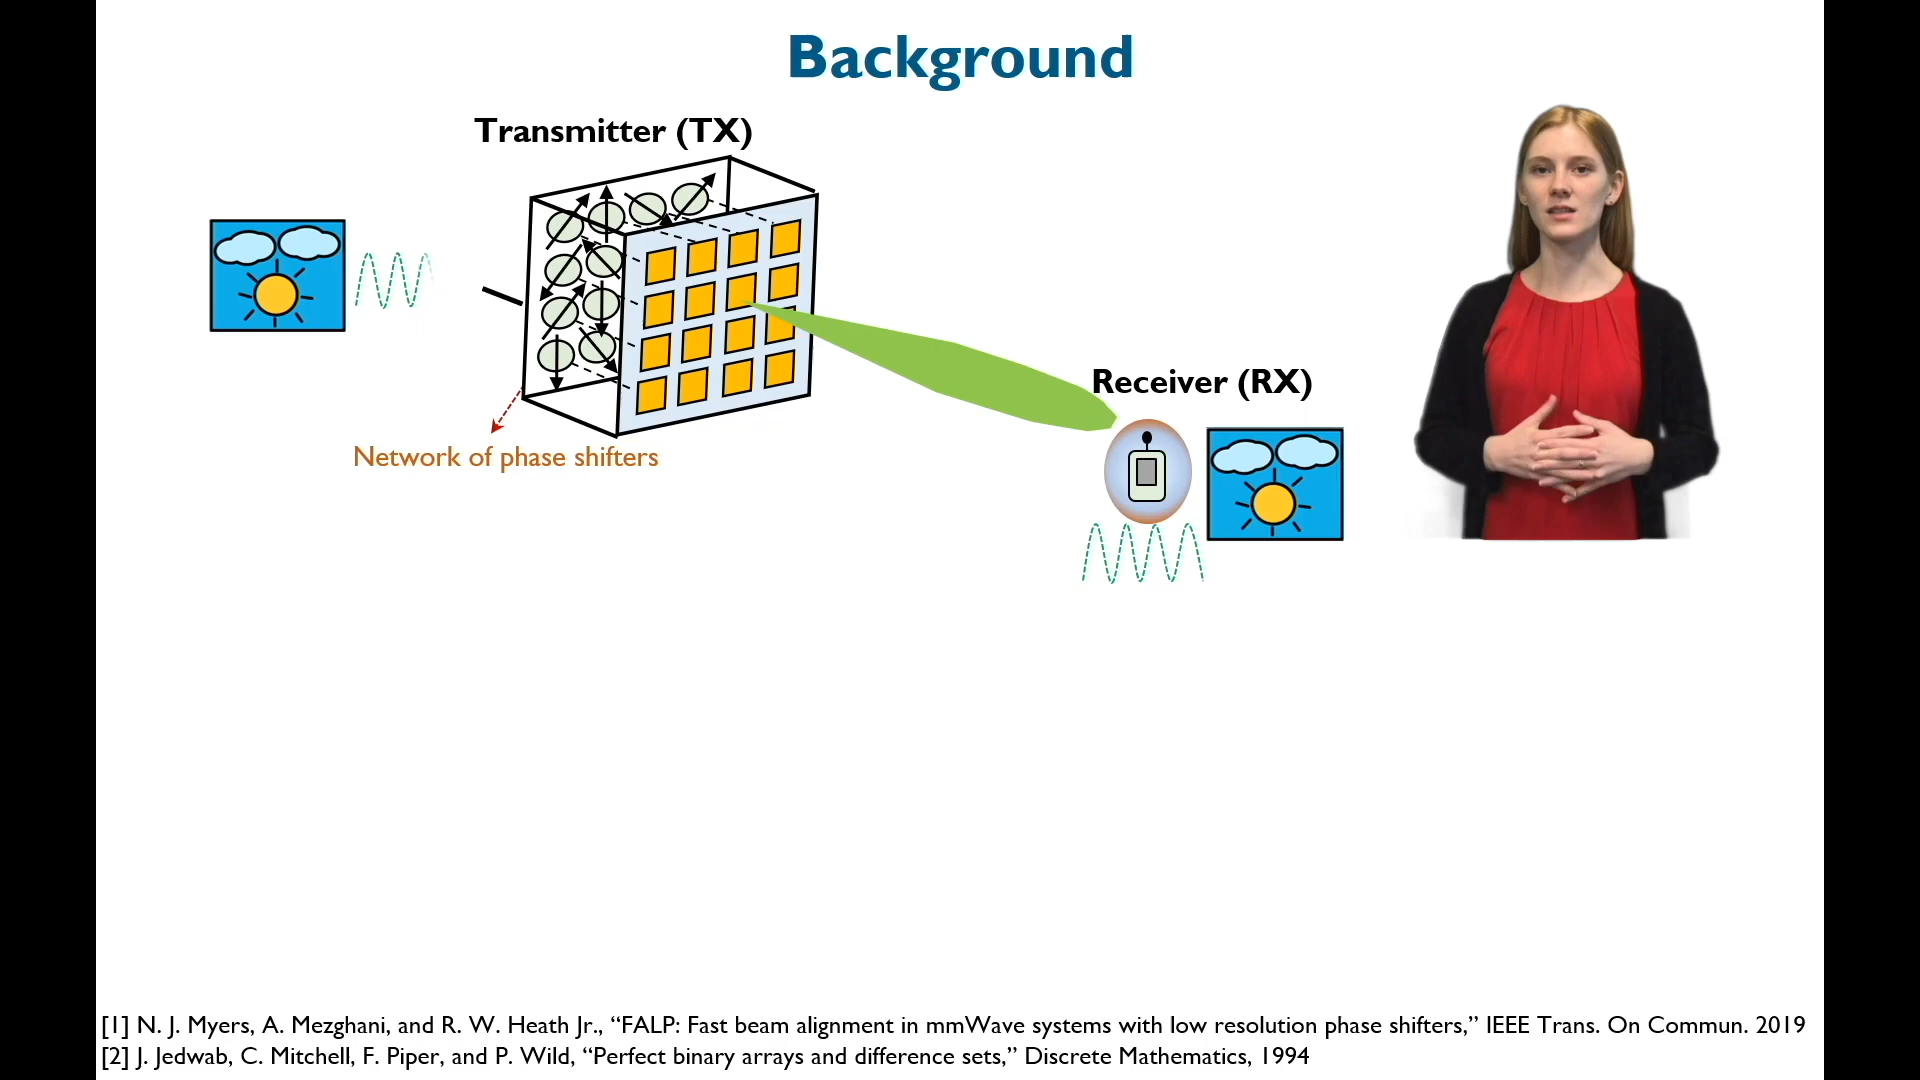 Background
Transmitter (TX)
Receiver (RX)
Network of phase shifters
[1] N. J. Myers, A. Mezghani, and R. W. Heath Jr., “FALP: Fast beam alignment in mmWave systems with low resolution phase shifters,” IEEE Trans. On Commun. 2019
[2] J. Jedwab, C. Mitchell, F. Piper, and P. Wild, “Perfect binary arrays and difference sets,” Discrete Mathematics, 1994